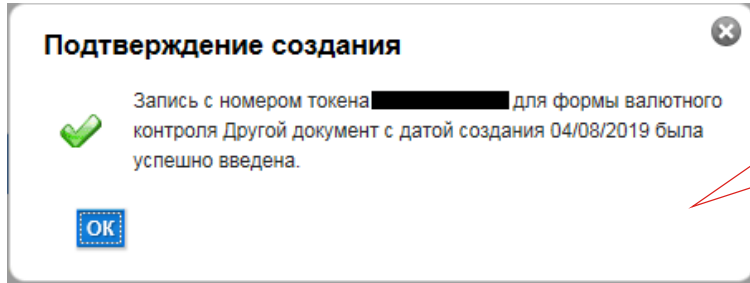 Подтверждение создания
Запись с номером токена для формы валютного
контроля Другой документ с датой создания 04/08/2019 была
успешно введена.
ОК